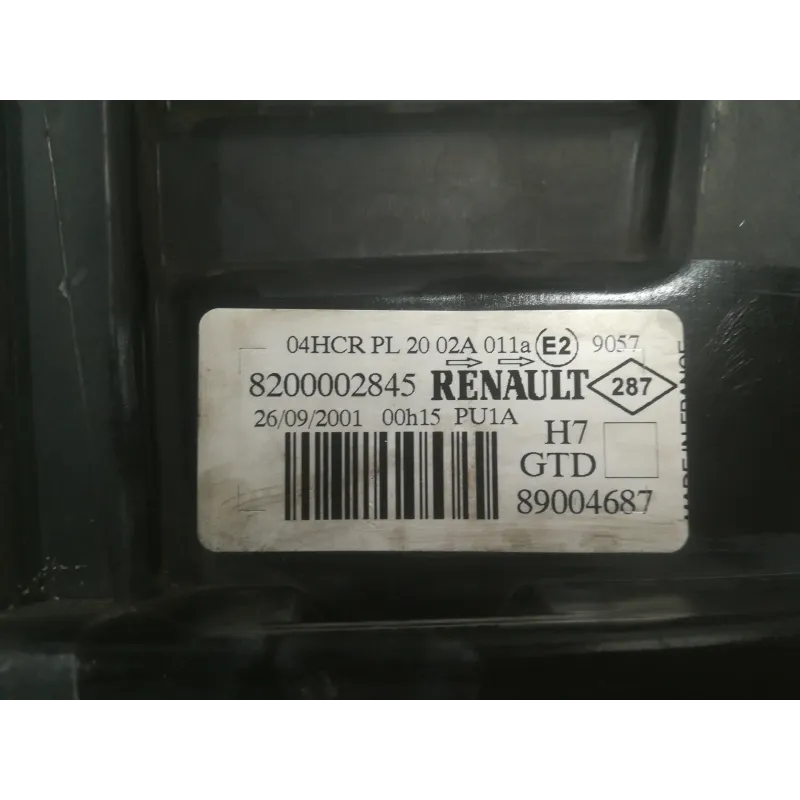 04HCR PL 20 02A 011a E2 9057
8200002845 RENAULT 287
26/09/2001 00h15 PU1A
H7
GTD
89004687
MADE IN FRANCE